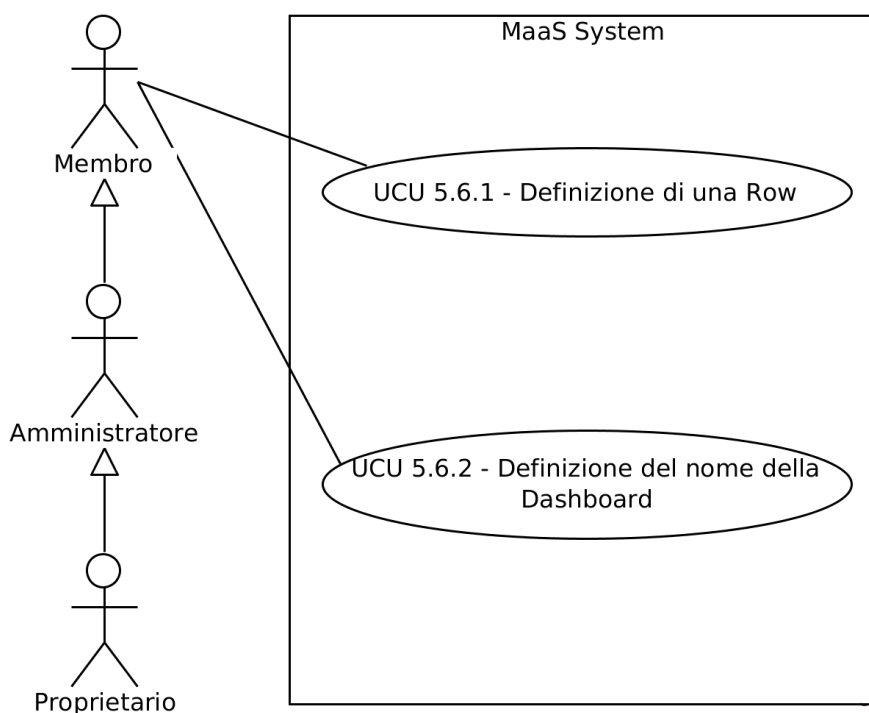 MaaS System
Membro
UCU 5.6.1 - Definizione di una Row
Amministratore
UCU 5.6.2 - Definizione del nome della
Dashboard
Proprietario